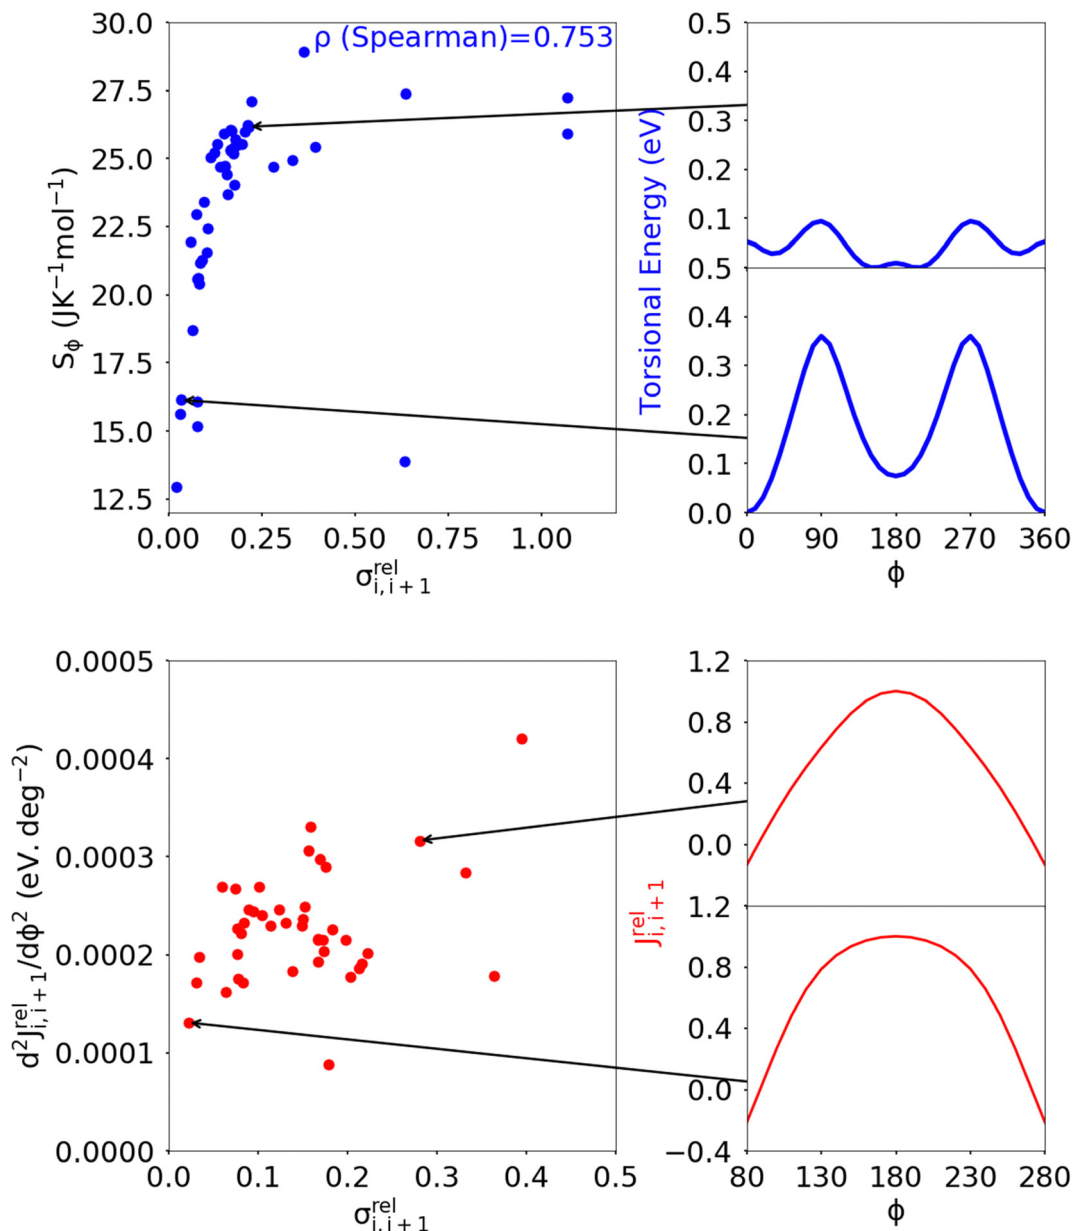 30.0
27.5
25.0
22.5
20.0
17.5
15.0
12.5
S_ϕ (JK⁻¹mol⁻¹)
ρ (Spearman)=0.753
0.00 0.25 0.50 0.75 1.00
σ^rel_i,i+1
0.5
0.4
0.3
0.2
0.1
0.5
0.4
0.3
0.2
0.1
0.0
Torsional Energy (eV)
0 90 180 270 360
ϕ
0.0005
0.0004
0.0003
0.0002
0.0001
0.0000
d²J^rel_i,i+1/dϕ² (eV. deg⁻²)
0.0 0.1 0.2 0.3 0.4 0.5
σ^rel_i,i+1
1.2
0.8
0.4
0.0
1.2
0.8
0.4
0.0
−0.4
J^rel_i,i+1
80 130 180 230 280
ϕ